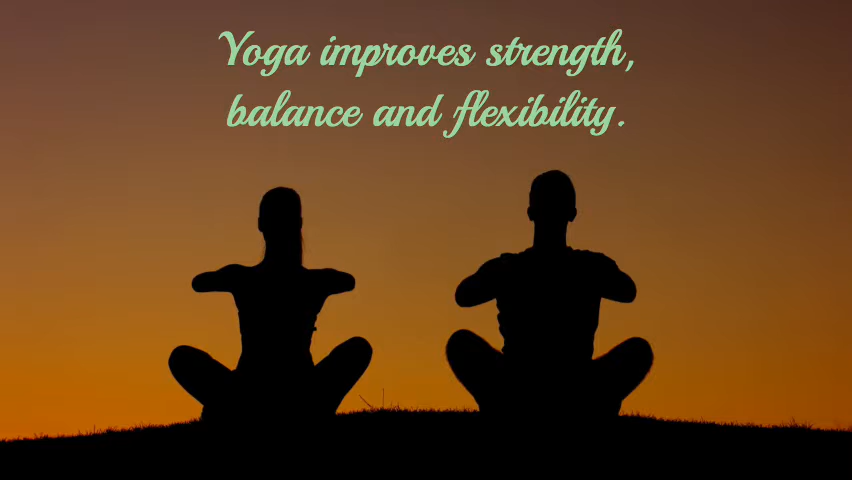 Yoga improves strength,
balance and flexibility.